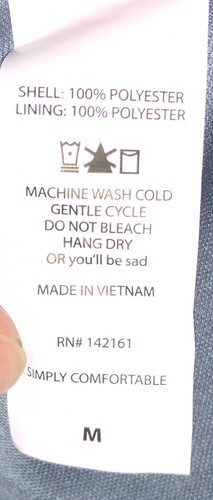 SHELL: 100% POLYESTER
LINING: 100% POLYESTER
MACHINE WASH COLD
GENTLE CYCLE
DO NOT BLEACH
HANG DRY
OR you'll be sad
MADE IN VIETNAM
RN# 142161
SIMPLY COMFORTABLE
M